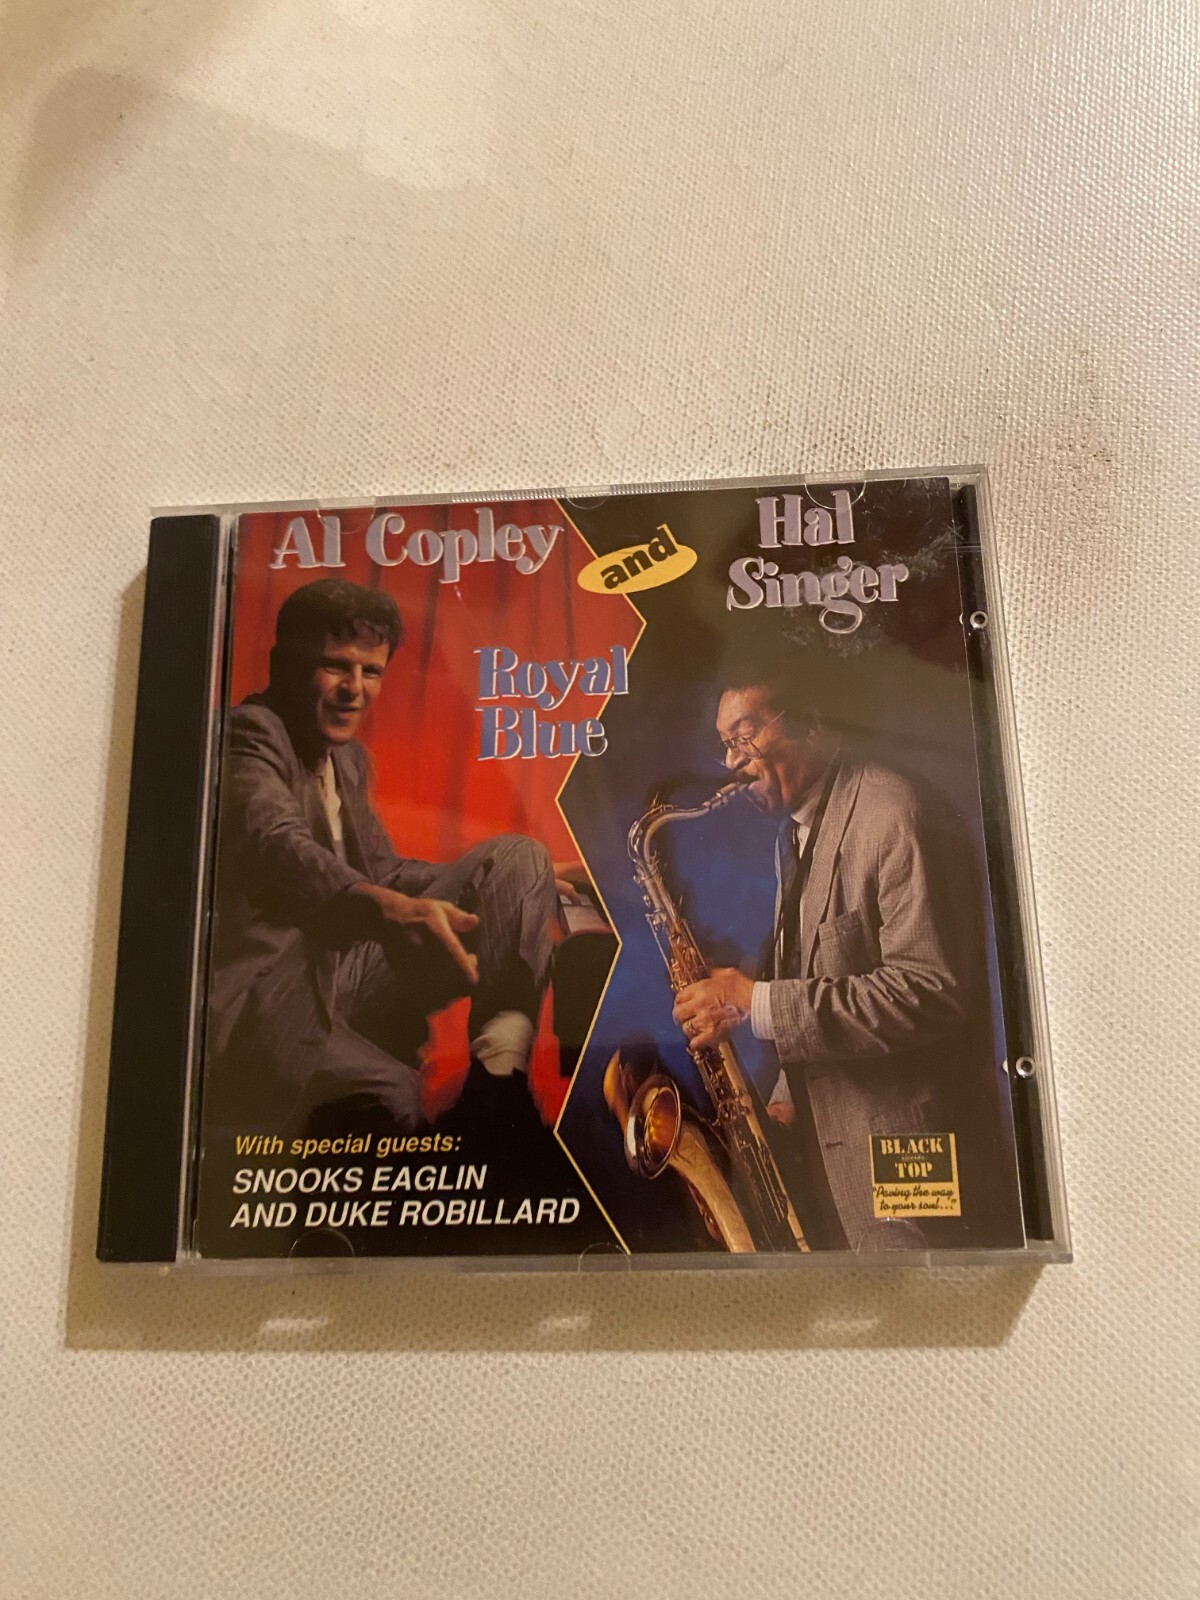 Al Copley
and
Hal
Singer
Royal
Blue
With special guests:
SNOOKS EAGLIN
AND DUKE ROBILLARD
BLACK
TOP
"Paving the way
to your soul..."